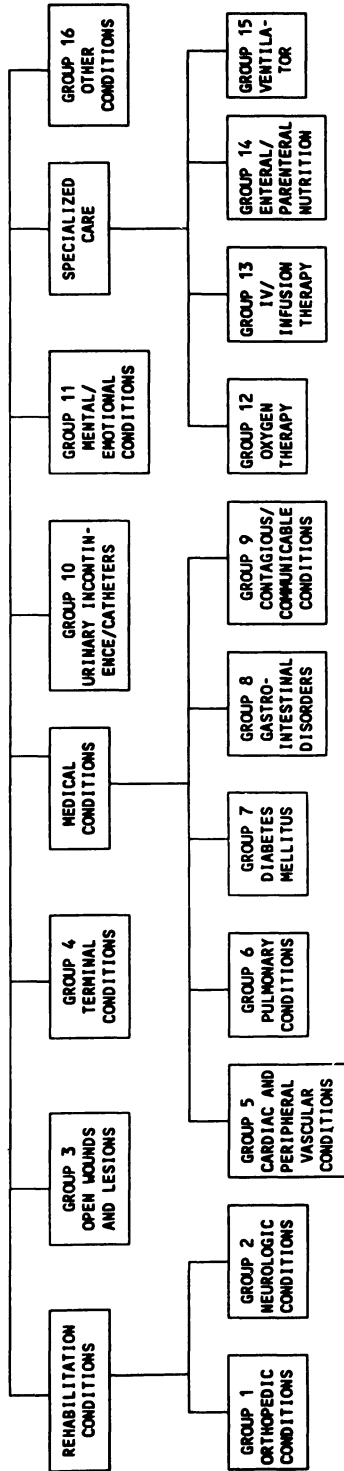 REHABILITATION
CONDITIONS
GROUP 3
OPEN WOUNDS
AND LESIONS
GROUP 4
TERMINAL
CONDITIONS
MEDICAL
CONDITIONS
GROUP 10
URINARY INCONTIN-
ENCE/CATHETERS
GROUP 11
MENTAL/
EMOTIONAL
CONDITIONS
SPECIALIZED
CARE
GROUP 16
OTHER
CONDITIONS
GROUP 1
ORTHOPEDIC
CONDITIONS
GROUP 2
NEUROLOGIC
CONDITIONS
GROUP 5
CARDIAC AND
PERIPHERAL
VASCULAR
CONDITIONS
GROUP 6
PULMONARY
CONDITIONS
GROUP 7
DIABETES
MELLITUS
GROUP 8
GASTRO-
INTESTINAL
DISORDERS
GROUP 9
CONTAGIOUS/
COMMUNICABLE
CONDITIONS
GROUP 12
OXYGEN
THERAPY
GROUP 13
IV/
INFUSION
THERAPY
GROUP 14
ENTERAL/
PARENTERAL
NUTRITION
GROUP 15
VENTILA-
TOR